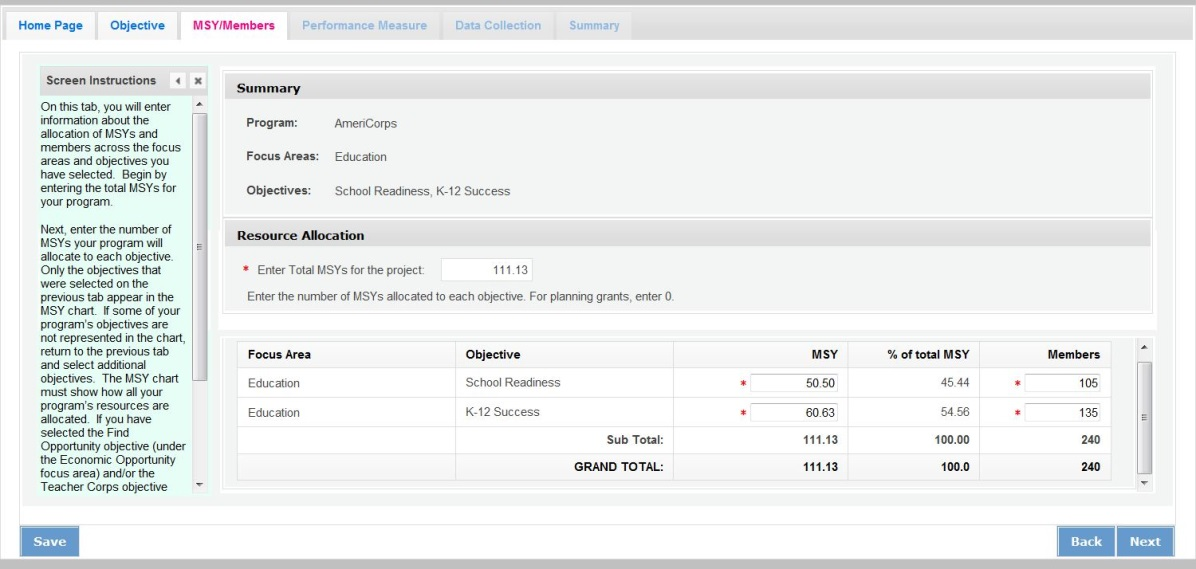 Home Page Objective MSY/Members Performance Measure Data Collection Summary
Screen Instructions
On this tab, you will enter
information about the
allocation of MSYs and
members across the focus
areas and objectives you
have selected. Begin by
entering the total MSYs for
your program.
Next, enter the number of
MSYs your program will
allocate to each objective.
Only the objectives that
were selected on the
previous tab appear in the
MSY chart. If some of your
program's objectives are
not represented in the chart,
return to the previous tab
and select additional
objectives. The MSY chart
must show how all your
program's resources are
allocated. If you have
selected the Find
Opportunity objective (under
the Economic Opportunity
focus area) and/or the
Teacher Corps objective
Summary
Program: AmeriCorps
Focus Areas: Education
Objectives: School Readiness, K-12 Success
Resource Allocation
* Enter Total MSYs for the project: 111.13
Enter the number of MSYs allocated to each objective. For planning grants, enter 0.
Focus Area Objective MSY % of total MSY Members
Education School Readiness * 50.50 45.44 * 105
Education K-12 Success * 60.63 54.56 * 135
Sub Total: 111.13 100.00 240
GRAND TOTAL: 111.13 100.0 240
Save Back Next